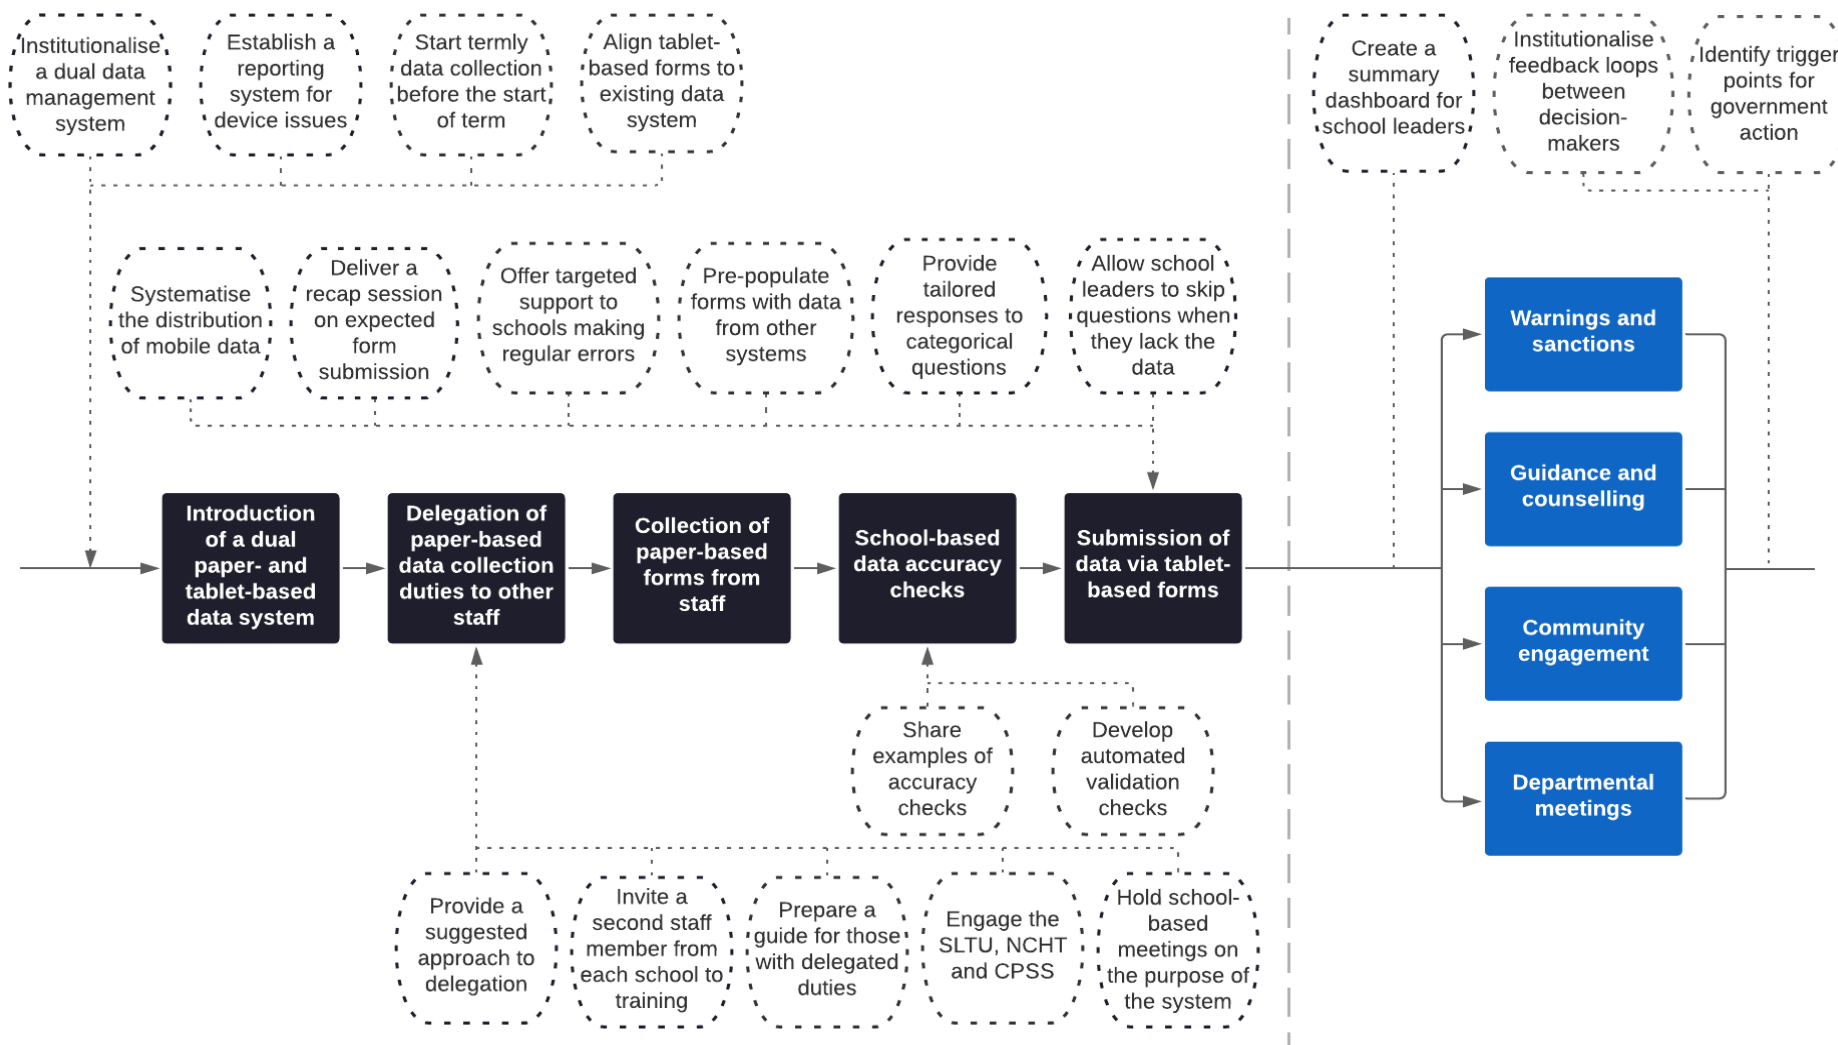 Institutionalise
a dual data
management
system
Establish a
reporting
system for
device issues
Start termly
data collection
before the start
of term
Align tablet-
based forms to
existing data
system
Create a
summary
dashboard for
school leaders
Institutionalise
feedback loops
between
decision-
makers
Identify trigger
points for
government
action
Systematise
the distribution
of mobile data
Deliver a
recap session
on expected
form
submission
Offer targeted
support to
schools making
regular errors
Pre-populate
forms with data
from other
systems
Provide
tailored
responses to
categorical
questions
Allow school
leaders to skip
questions when
they lack the
data
Introduction
of a dual
paper- and
tablet-based
data system
Delegation of
paper-based
data collection
duties to other
staff
Collection of
paper-based
forms from
staff
School-based
data accuracy
checks
Submission of
data via tablet-
based forms
Warnings and
sanctions
Guidance and
counselling
Community
engagement
Departmental
meetings
Share
examples of
accuracy
checks
Develop
automated
validation
checks
Provide a
suggested
approach to
delegation
Invite a
second staff
member from
each school to
training
Prepare a
guide for those
with delegated
duties
Engage the
SLTU, NCHT
and CPSS
Hold school-
based
meetings on
the purpose of
the system